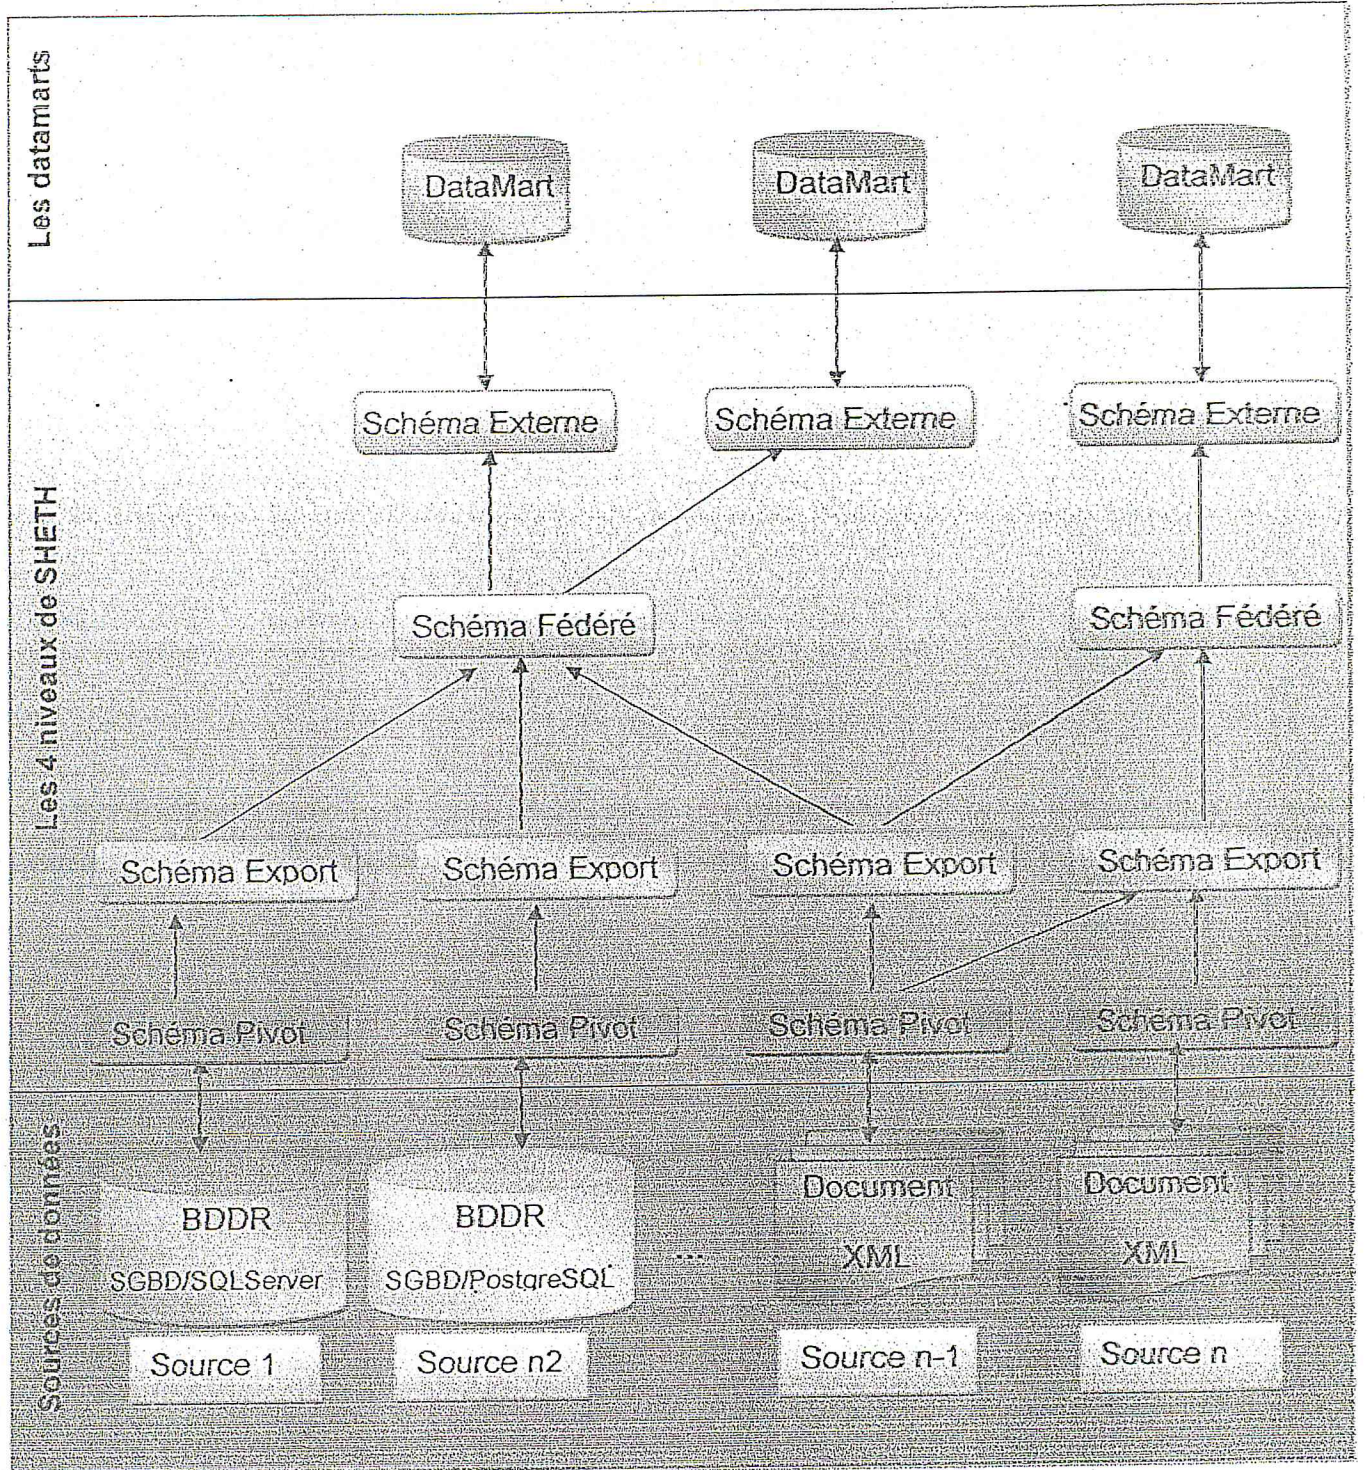 Les datamarts
DataMart
DataMart
DataMart
Les 4 niveaux de SHETH
Schéma Externe
Schéma Externe
Schéma Externe
Schéma Fédéré
Schéma Fédéré
Schéma Export
Schéma Export
Schéma Export
Schéma Export
Schéma Pivot
Schéma Pivot
Schéma Pivot
Schéma Pivot
Sources de données
BDDR
SGBD/SQLServer
BDDR
SGBD/PostgreSQL
...
Document
XML
Document
XML
Source 1
Source n2
Source n-1
Source n